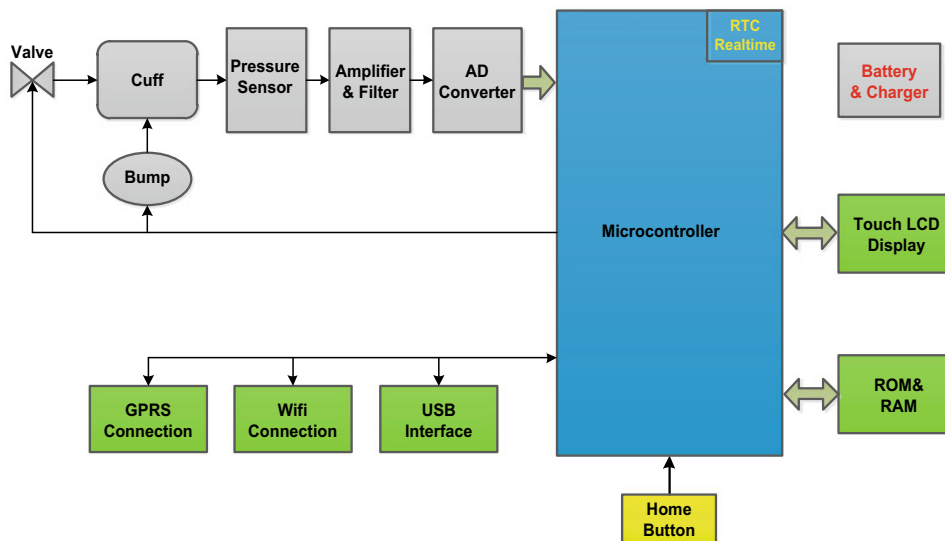 Valve
Cuff
Pressure
Sensor
Amplifier
& Filter
AD
Converter
RTC
Realtime
Battery
& Charger
Bump
Microcontroller
Touch LCD
Display
GPRS
Connection
Wifi
Connection
USB
Interface
ROM&
RAM
Home
Button